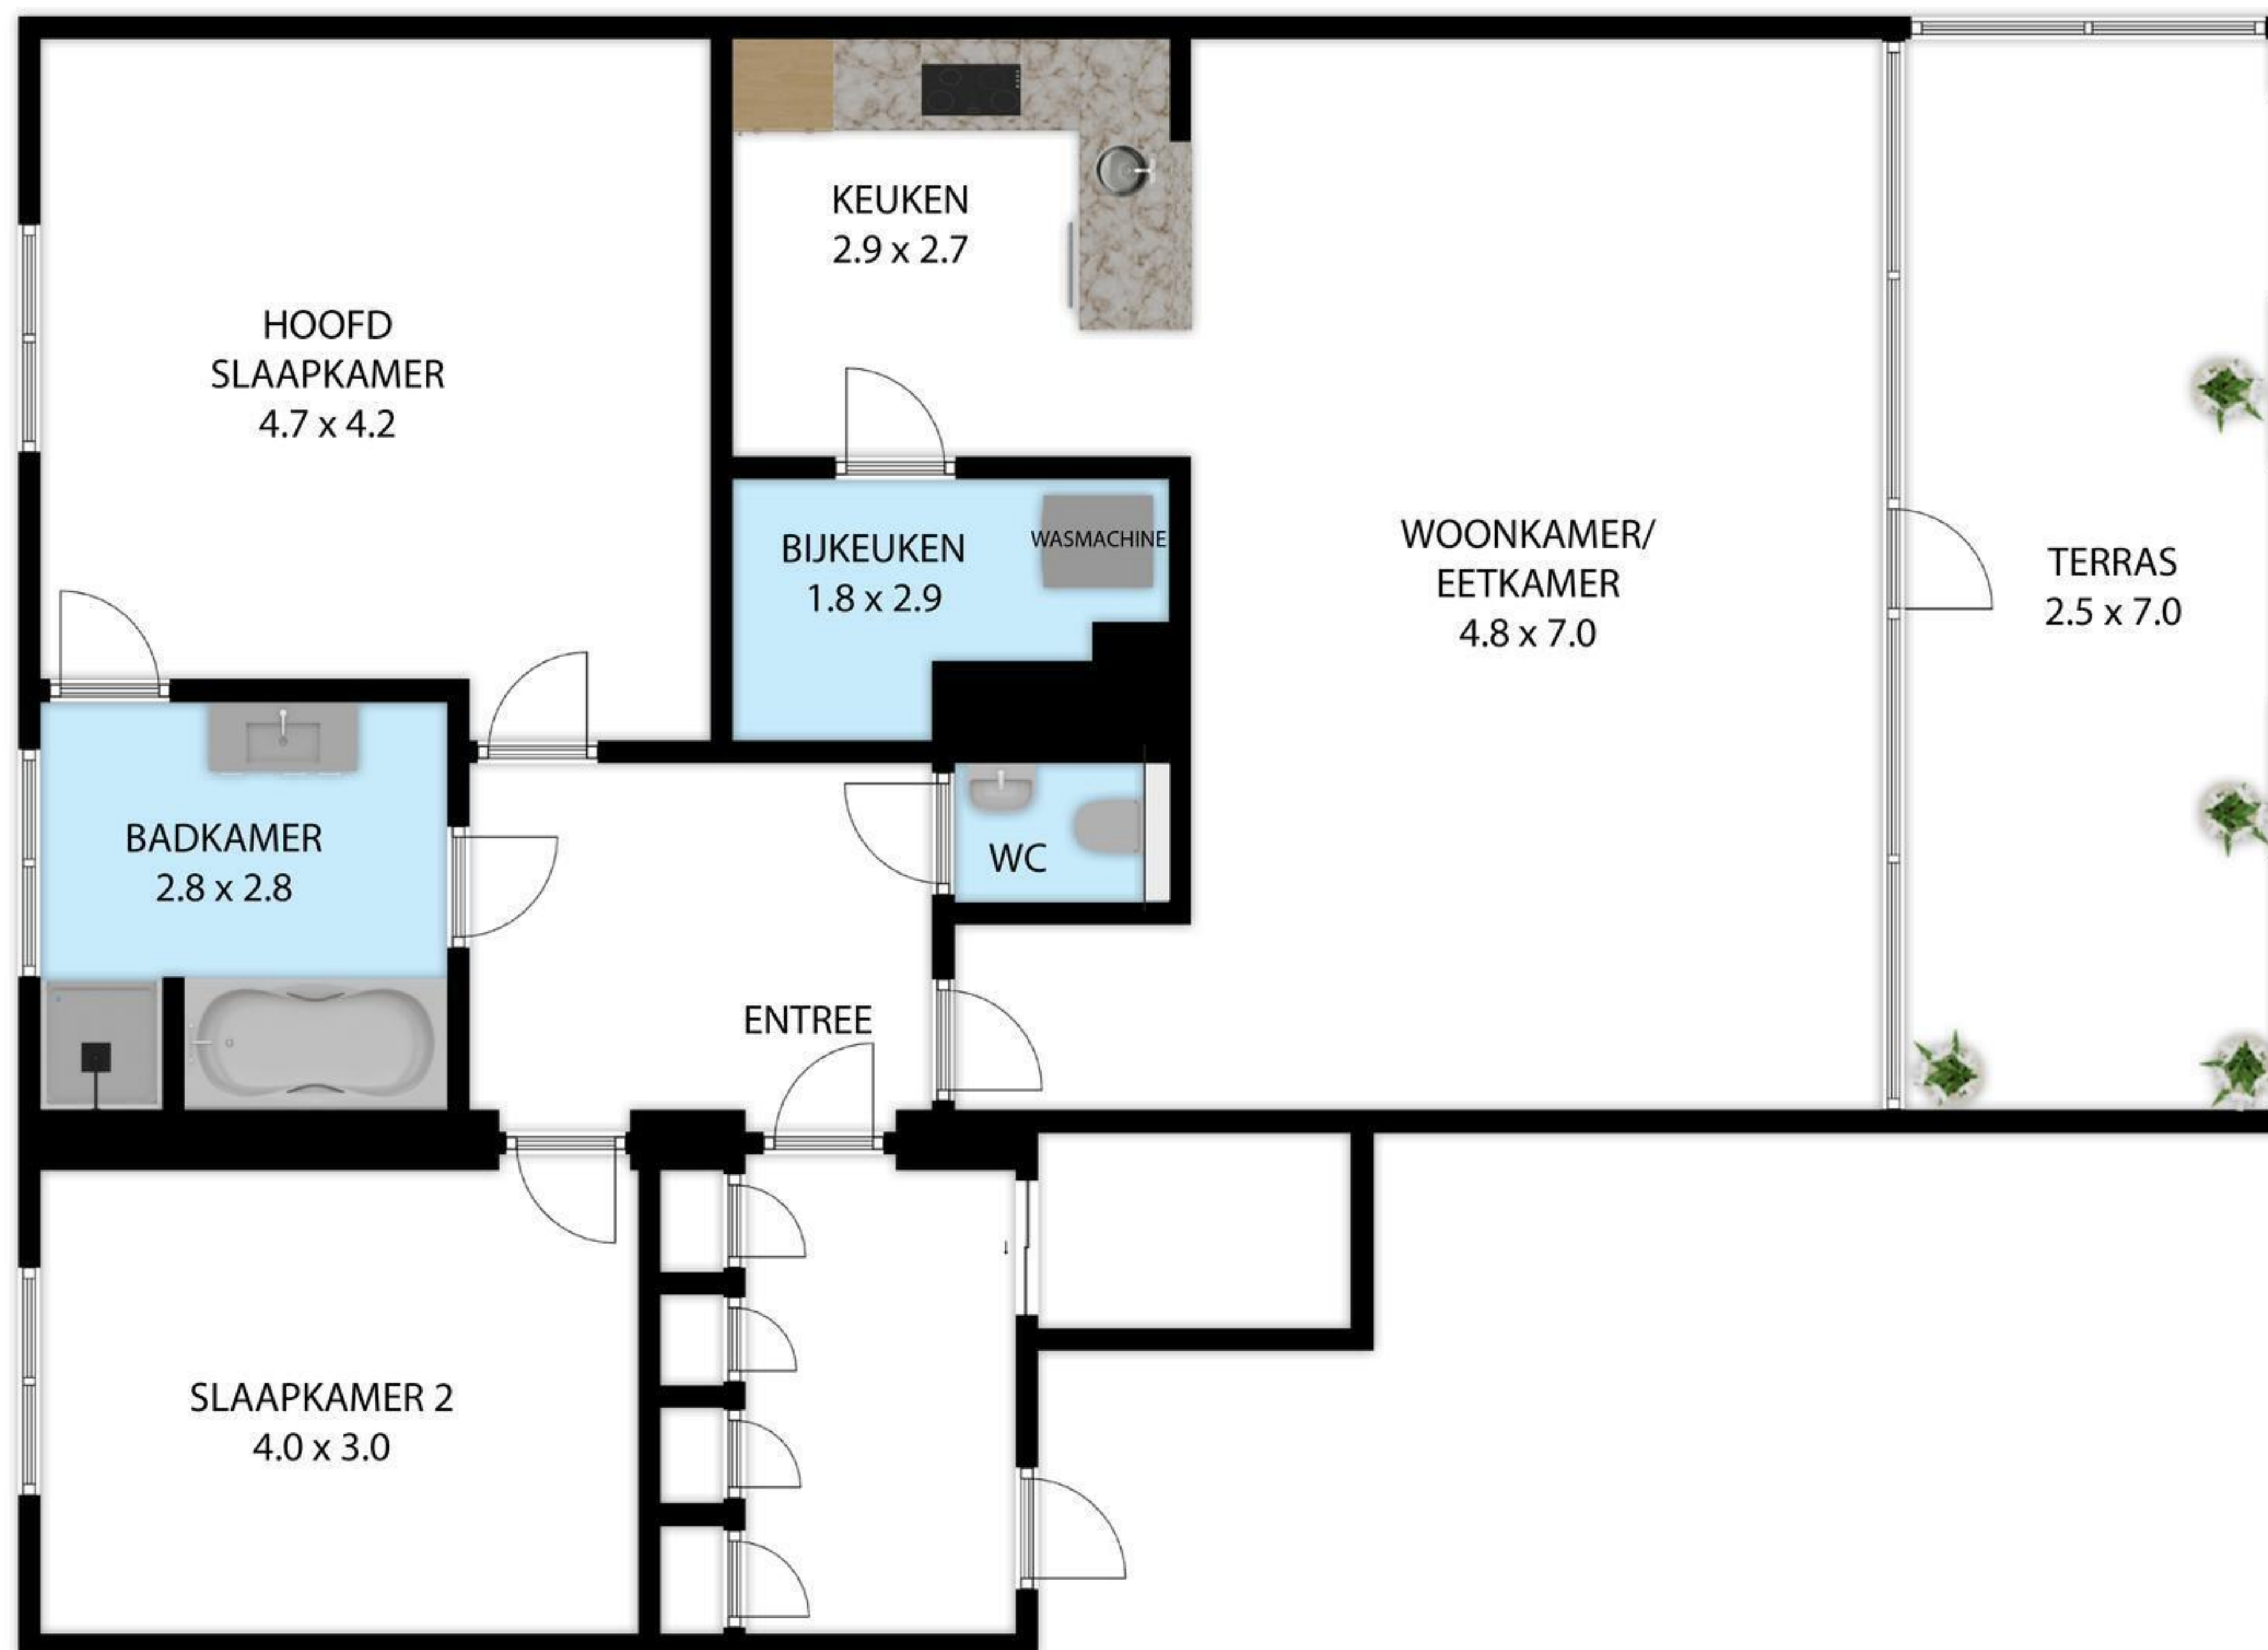 KEUKEN
2.9 x 2.7
HOOFD
SLAAPKAMER
4.7 x 4.2
BIJKEUKEN
1.8 x 2.9
WASMACHINE
WOONKAMER/
EETKAMER
4.8 x 7.0
TERRAS
2.5 x 7.0
BADKAMER
2.8 x 2.8
WC
ENTREE
SLAAPKAMER 2
4.0 x 3.0